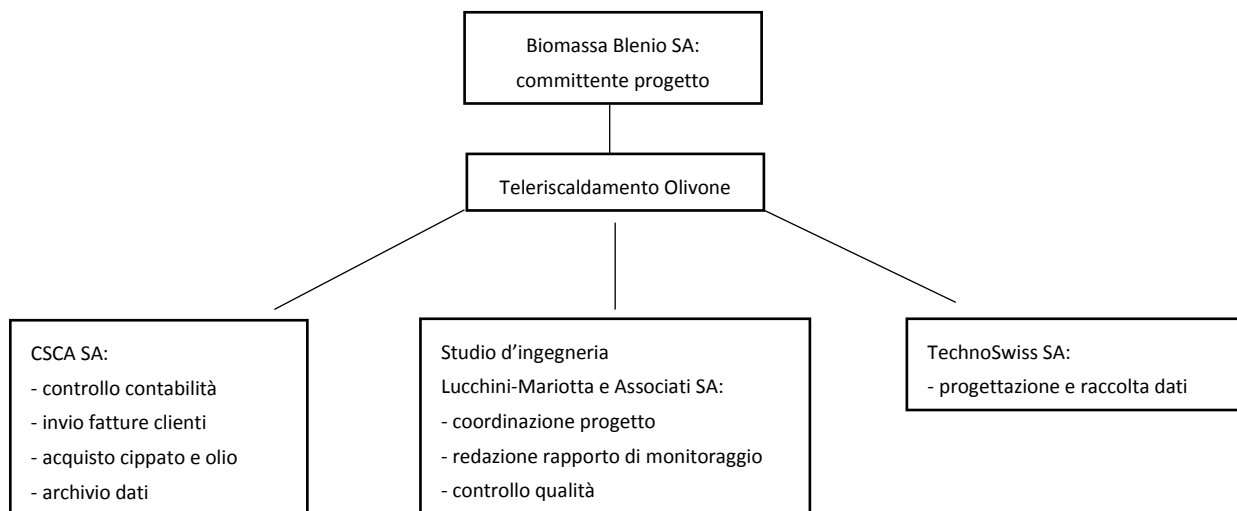 Biomassa Blenio SA:
committente progetto
Teleriscaldamento Olivone
CSCA SA:
- controllo contabilità
- invio fatture clienti
- acquisto cippato e olio
- archivio dati
Studio d’ingegneria
Lucchini-Mariotta e Associati SA:
- coordinazione progetto
- redazione rapporto di monitoraggio
- controllo qualità
TechnoSwiss SA:
- progettazione e raccolta dati